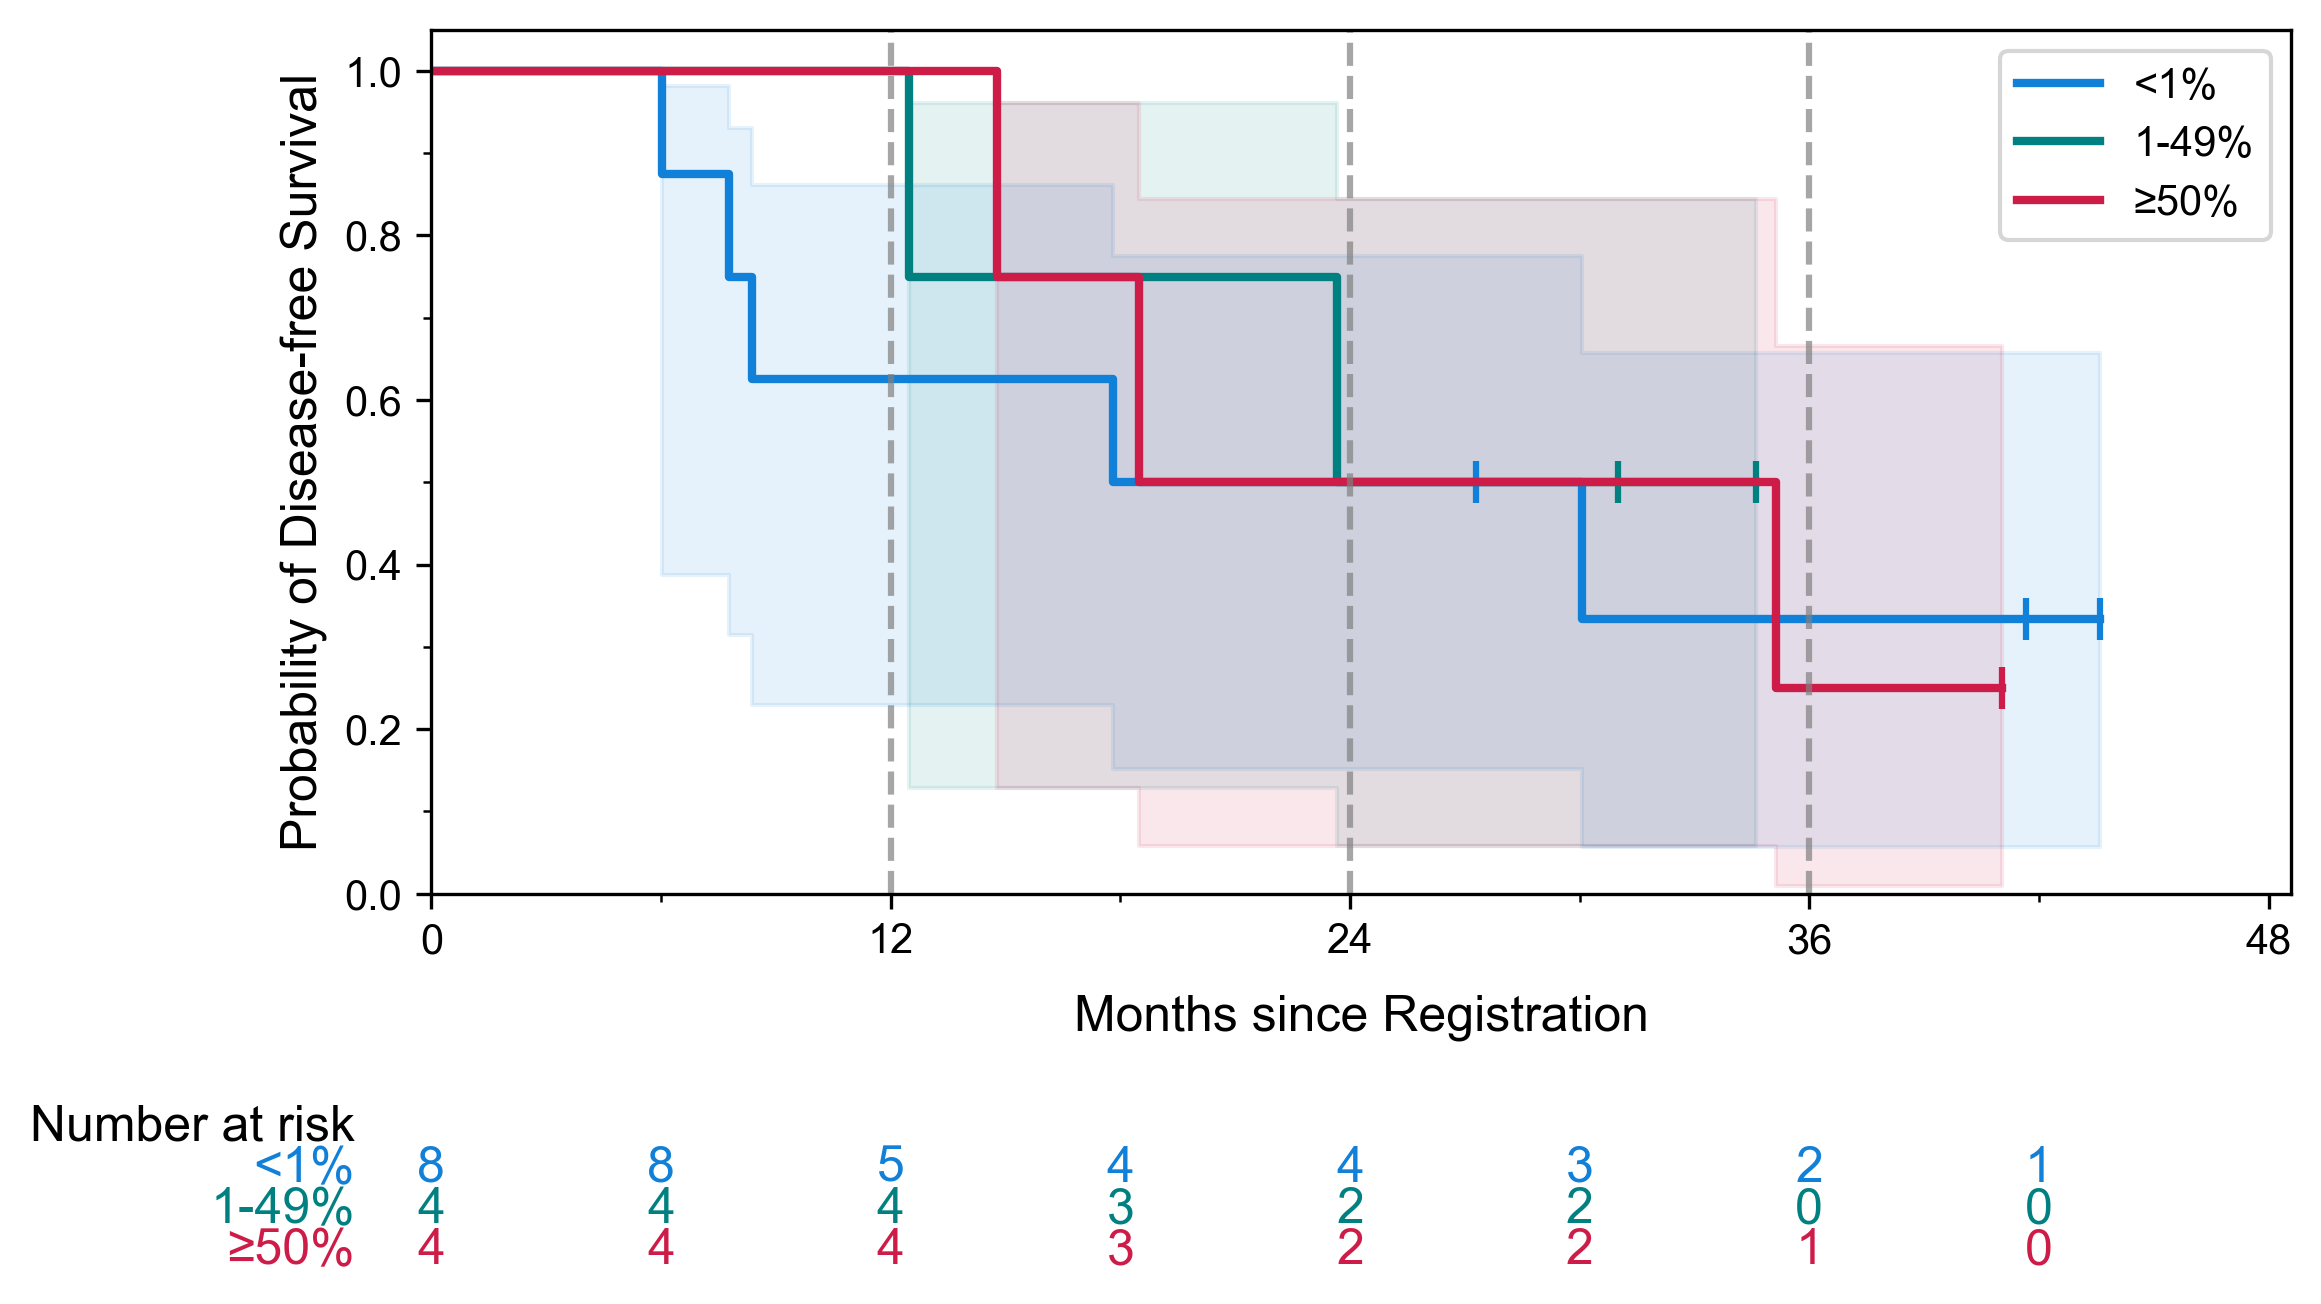 Probability of Disease-free Survival
1.0
0.8
0.6
0.4
0.2
0.0
<1%
1-49%
≥50%
0 12 24 36 48
Months since Registration
Number at risk
<1% 8 8 5 4 4 3 2 1
1-49% 4 4 4 3 2 2 0 0
≥50% 4 4 4 3 2 2 1 0